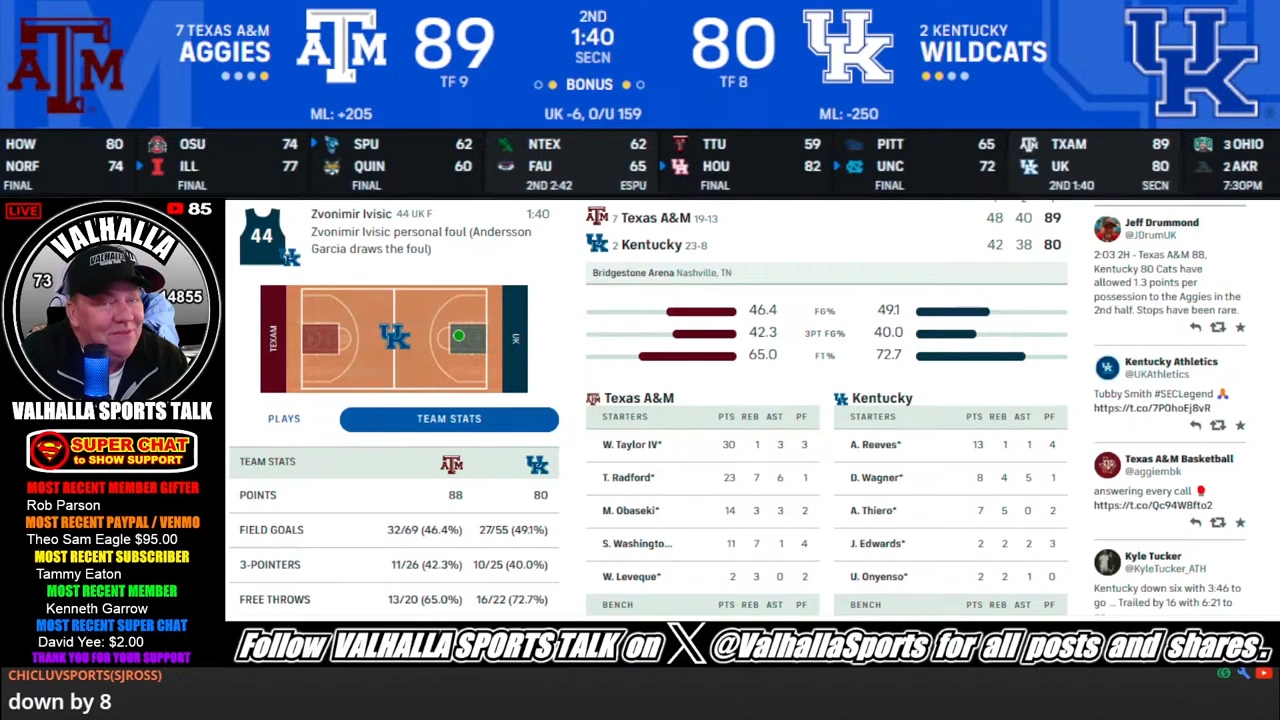 7 TEXAS A&M
AGGIES
89
TF 9
ML: +205
2ND
1:40
SECN
BONUS
UK -6, O/U 159
80
TF 8
2 KENTUCKY
WILDCATS
ML: -250
HOW 80
NORF 74
FINAL
OSU 74
ILL 77
FINAL
SPU 62
QUIN 60
FINAL
NTEX 62
FAU 65
2ND 2:42 ESPU
TTU 59
HOU 82
FINAL
PITT 65
UNC 72
FINAL
TXAM 89
UK 80
2ND 1:40 SECN
3 OHIO
2 AKR
7:30PM
LIVE
85
VALHALLA
73
14855
VALHALLA SPORTS TALK
SUPER CHAT
to SHOW SUPPORT
MOST RECENT MEMBER GIFTER
Rob Parson
MOST RECENT PAYPAL / VENMO
Theo Sam Eagle $95.00
MOST RECENT SUBSCRIBER
Tammy Eaton
MOST RECENT MEMBER
Kenneth Garrow
MOST RECENT SUPER CHAT
David Yee: $2.00
THANK YOU FOR YOUR SUPPORT
44
Zvonimir Ivisic 44 UK F 1:40
Zvonimir Ivisic personal foul (Andersson
Garcia draws the foul)
TEXAM
UK
PLAYS TEAM STATS
TEAM STATS
POINTS 88 80
FIELD GOALS 32/69 (46.4%) 27/55 (49.1%)
3-POINTERS 11/26 (42.3%) 10/25 (40.0%)
FREE THROWS 13/20 (65.0%) 16/22 (72.7%)
7 Texas A&M 19-13 48 40 89
2 Kentucky 23-8 42 38 80
Bridgestone Arena Nashville, TN
46.4 FG% 49.1
42.3 3PT FG% 40.0
65.0 FT% 72.7
Texas A&M
STARTERS PTS REB AST PF
W. Taylor IV* 30 1 3 3
T. Radford* 23 7 6 1
M. Obaseki* 14 3 3 2
S. Washingto... 11 7 1 4
W. Leveque* 2 3 0 2
BENCH PTS REB AST PF
Kentucky
STARTERS PTS REB AST PF
A. Reeves* 13 1 1 4
D. Wagner* 8 4 5 1
A. Thiero* 7 5 0 2
J. Edwards* 2 2 2 3
U. Onyenso* 2 2 1 0
BENCH PTS REB AST PF
Jeff Drummond
@JDrumUK
2:03 2H - Texas A&M 88,
Kentucky 80 Cats have
allowed 1.3 points per
possession to the Aggies in the
2nd half. Stops have been rare.
Kentucky Athletics
@UKAthletics
Tubby Smith #SECLegend 🙏
https://t.co/7P0hoEj8vR
Texas A&M Basketball
@aggiembk
answering every call
https://t.co/Qc94W8fto2
Kyle Tucker
@KyleTucker_ATH
Kentucky down six with 3:46 to
go ... Trailed by 16 with 6:21 to
Follow VALHALLA SPORTS TALK on X @ValhallaSports for all posts and shares.
CHICLUVSPORTS(SJROSS)
down by 8